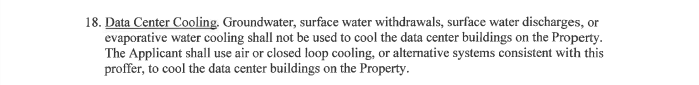 18. Data Center Cooling. Groundwater, surface water withdrawals, surface water discharges, or
evaporative water cooling shall not be used to cool the data center buildings on the Property.
The Applicant shall use air or closed loop cooling, or alternative systems consistent with this
proffer, to cool the data center buildings on the Property.